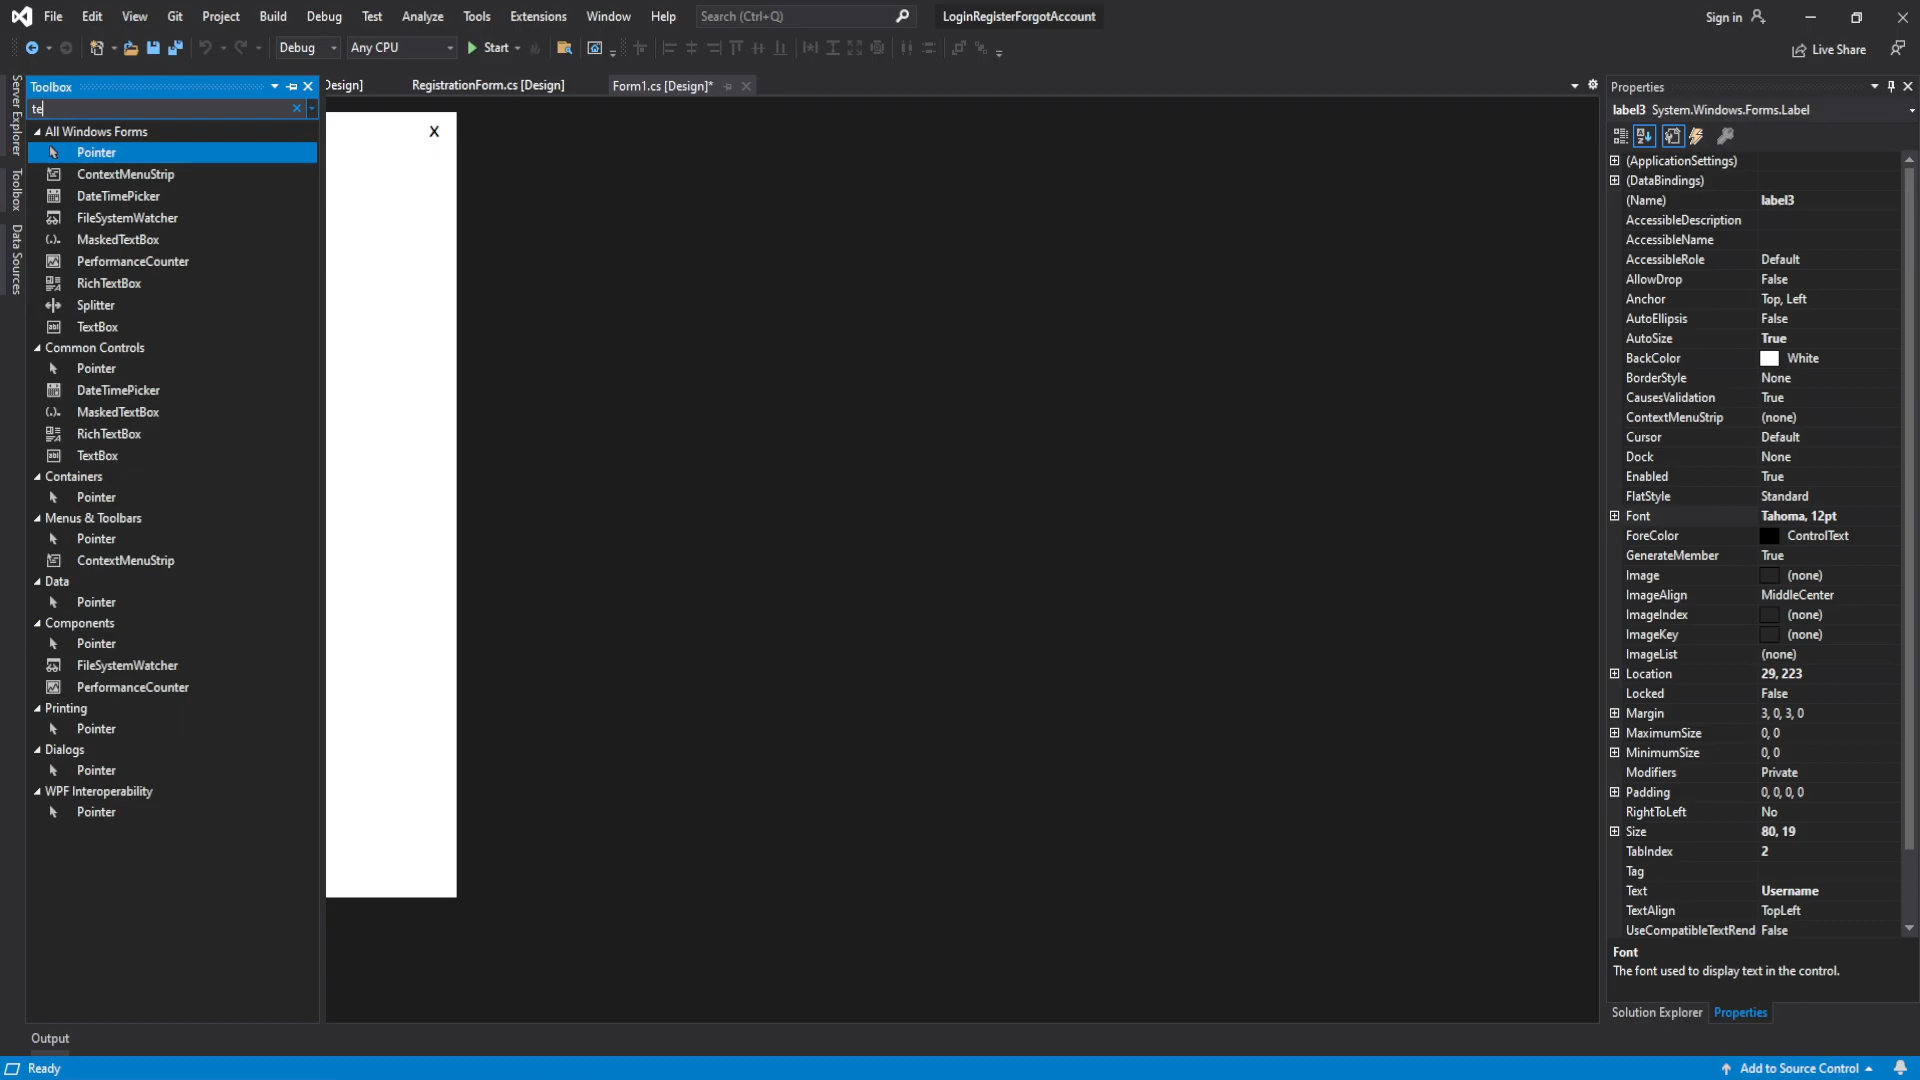 File Edit View Git Project Build Debug Test Analyze Tools Extensions Window Help Search (Ctrl+Q) LoginRegisterForgotAccount Sign in
Debug Any CPU Start Live Share
Server Explorer
Toolbox
Data Sources
Toolbox
te
All Windows Forms
Pointer
ContextMenuStrip
DateTimePicker
FileSystemWatcher
MaskedTextBox
PerformanceCounter
RichTextBox
Splitter
TextBox
Common Controls
Pointer
DateTimePicker
MaskedTextBox
RichTextBox
TextBox
Containers
Pointer
Menus & Toolbars
Pointer
ContextMenuStrip
Data
Pointer
Components
Pointer
FileSystemWatcher
PerformanceCounter
Printing
Pointer
Dialogs
Pointer
WPF Interoperability
Pointer
Design] RegistrationForm.cs [Design] Form1.cs [Design]*
X
Properties
label3 System.Windows.Forms.Label
(ApplicationSettings)
(DataBindings)
(Name) label3
AccessibleDescription
AccessibleName
AccessibleRole Default
AllowDrop False
Anchor Top, Left
AutoEllipsis False
AutoSize True
BackColor White
BorderStyle None
CausesValidation True
ContextMenuStrip (none)
Cursor Default
Dock None
Enabled True
FlatStyle Standard
Font Tahoma, 12pt
ForeColor ControlText
GenerateMember True
Image (none)
ImageAlign MiddleCenter
ImageIndex (none)
ImageKey (none)
ImageList (none)
Location 29, 223
Locked False
Margin 3, 0, 3, 0
MaximumSize 0, 0
MinimumSize 0, 0
Modifiers Private
Padding 0, 0, 0, 0
RightToLeft No
Size 80, 19
TabIndex 2
Tag
Text Username
TextAlign TopLeft
UseCompatibleTextRend False
Font
The font used to display text in the control.
Solution Explorer Properties
Output
Ready Add to Source Control